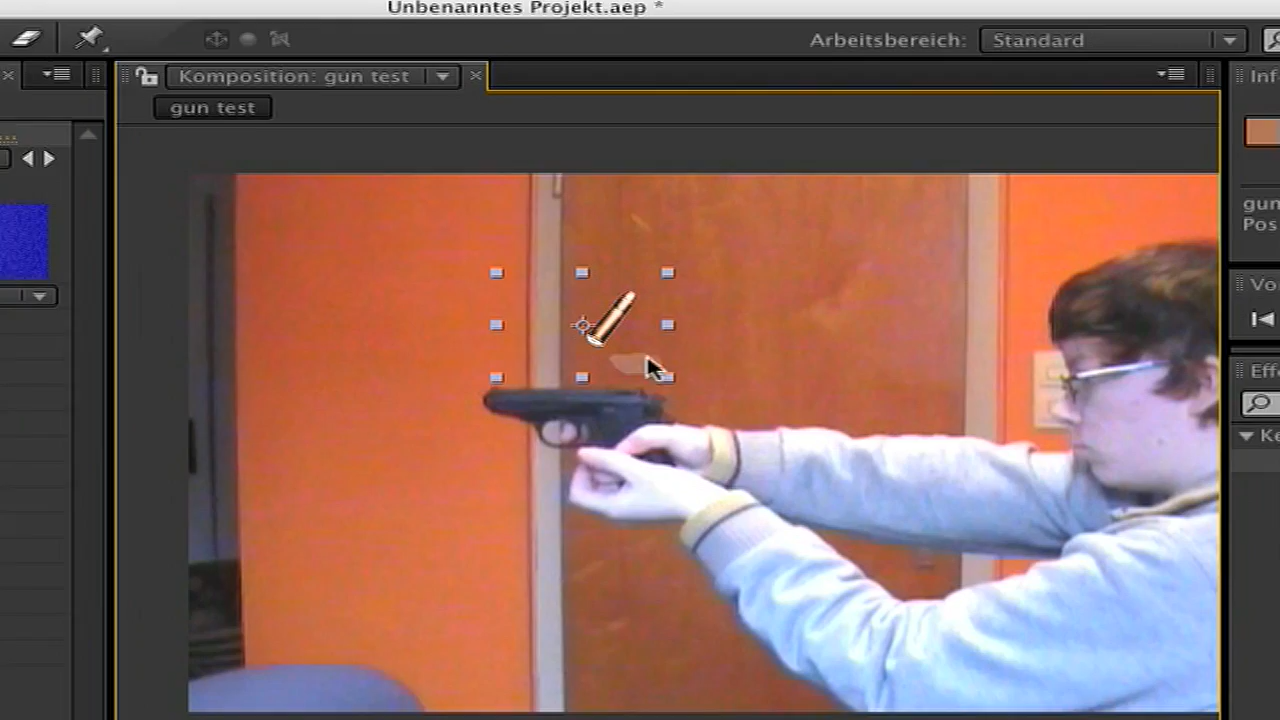 Unbenanntes Projekt.aep *
Arbeitsbereich: Standard
Komposition: gun test
gun test